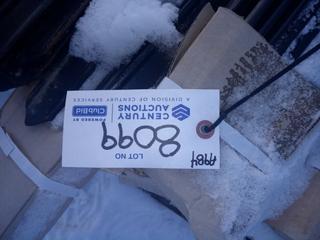 LOT NO
8099
CENTURY
AUCTIONS
A DIVISION OF CENTURY SERVICES
POWERED BY
ClubBid